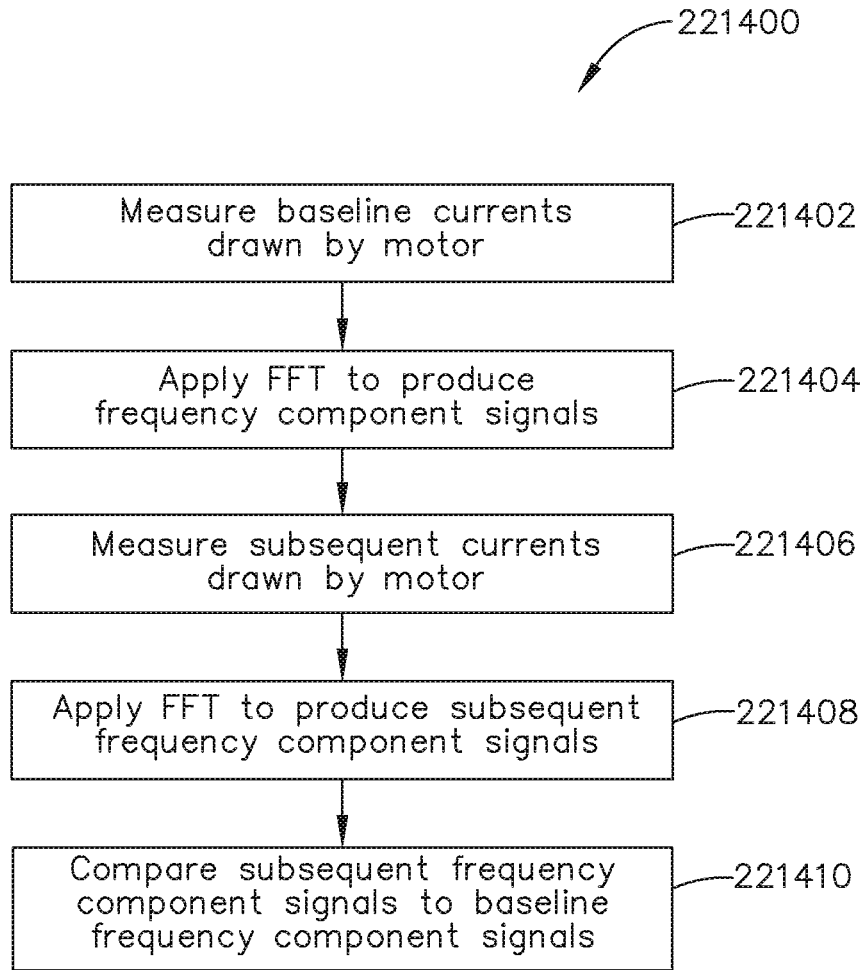 221400
Measure baseline currents
drawn by motor
221402
Apply FFT to produce
frequency component signals
221404
Measure subsequent currents
drawn by motor
221406
Apply FFT to produce subsequent
frequency component signals
221408
Compare subsequent frequency
component signals to baseline
frequency component signals
221410